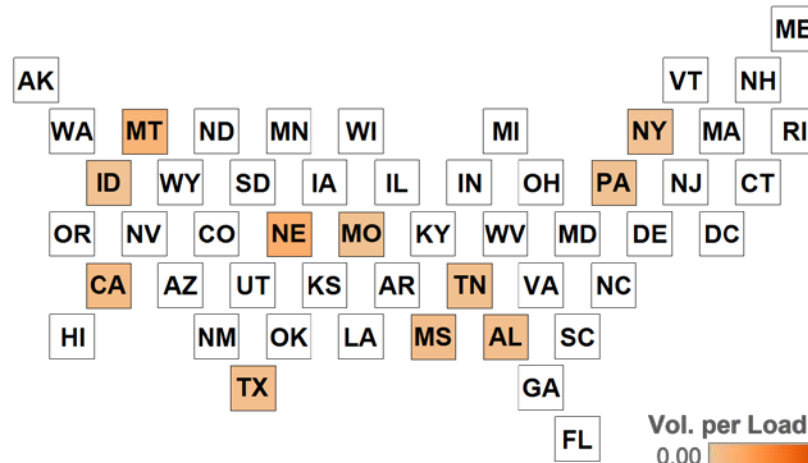 ME
AK VT NH
WA MT ND MN WI MI NY MA RI
ID WY SD IA IL IN OH PA NJ CT
OR NV CO NE MO KY WV MD DE DC
CA AZ UT KS AR TN VA NC
HI NM OK LA MS AL SC
TX GA
FL
Vol. per Load
0.00